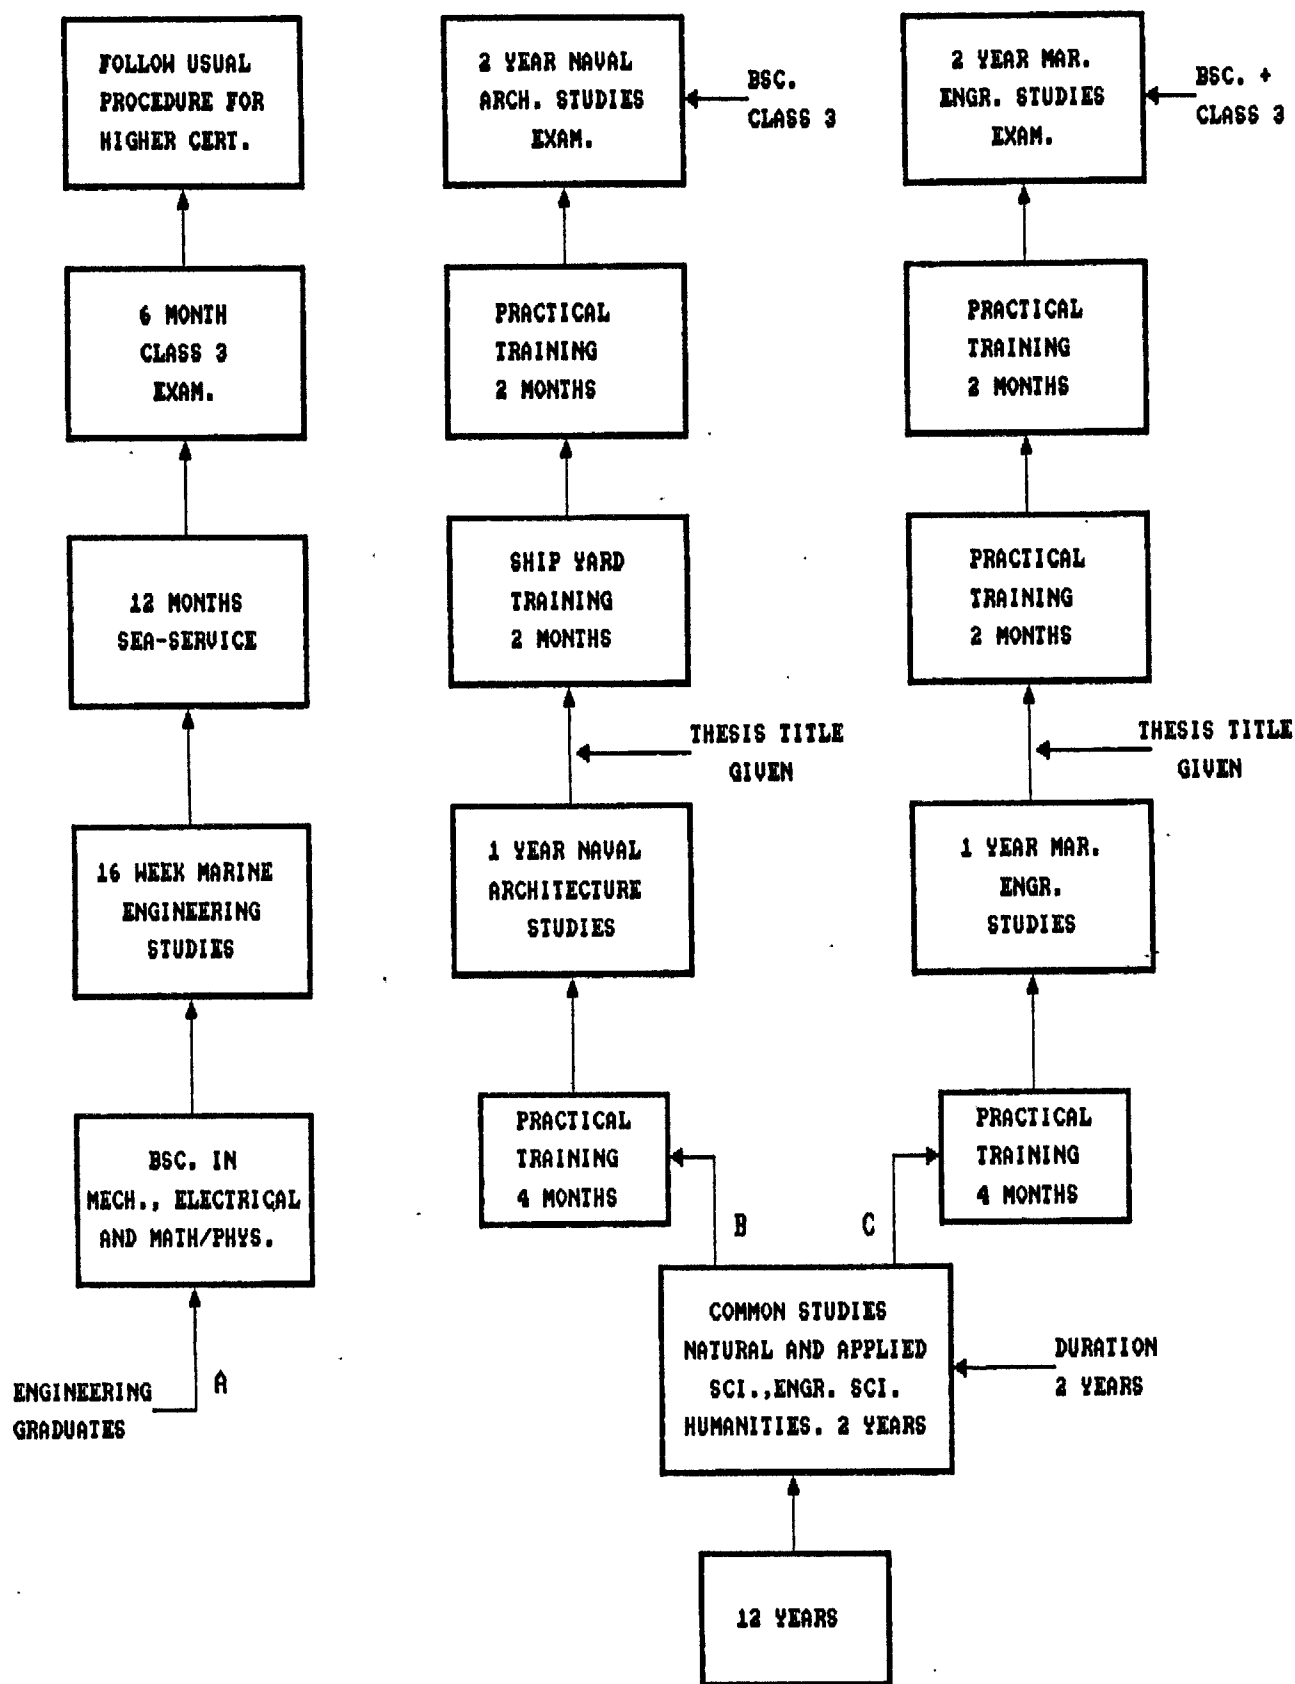 FOLLOW USUAL
PROCEDURE FOR
HIGHER CERT.
6 MONTH
CLASS 3
EXAM.
12 MONTHS
SEA-SERVICE
16 WEEK MARINE
ENGINEERING
STUDIES
BSC. IN
MECH., ELECTRICAL
AND MATH/PHYS.
A
ENGINEERING
GRADUATES
2 YEAR NAVAL
ARCH. STUDIES
EXAM.
BSC.
CLASS 3
PRACTICAL
TRAINING
2 MONTHS
SHIP YARD
TRAINING
2 MONTHS
THESIS TITLE
GIVEN
1 YEAR NAVAL
ARCHITECTURE
STUDIES
PRACTICAL
TRAINING
4 MONTHS
B
2 YEAR MAR.
ENGR. STUDIES
EXAM.
BSC. +
CLASS 3
PRACTICAL
TRAINING
2 MONTHS
PRACTICAL
TRAINING
2 MONTHS
THESIS TITLE
GIVEN
1 YEAR MAR.
ENGR.
STUDIES
PRACTICAL
TRAINING
4 MONTHS
C
COMMON STUDIES
NATURAL AND APPLIED
SCI.,ENGR. SCI.
HUMANITIES. 2 YEARS
DURATION
2 YEARS
12 YEARS